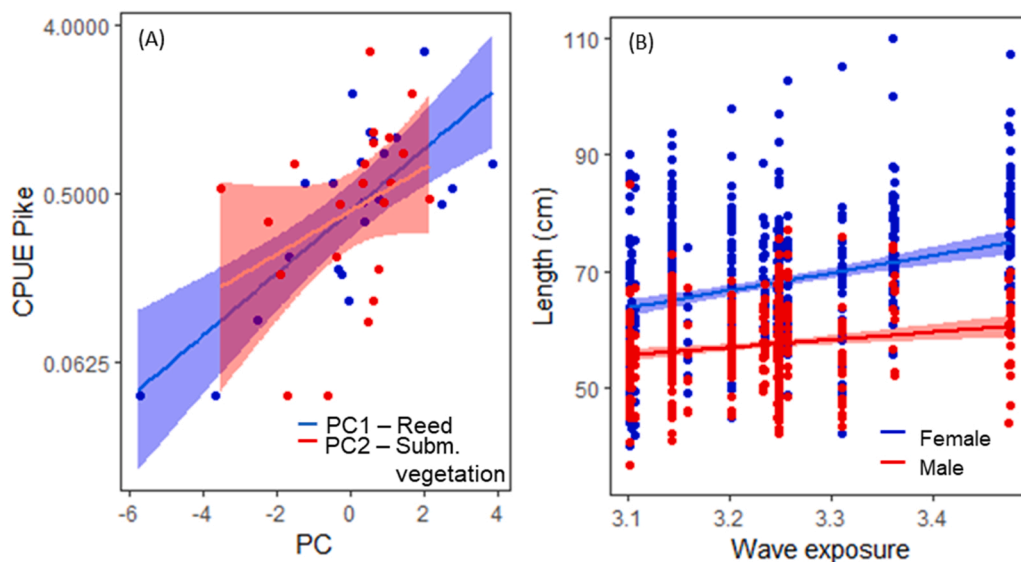 (A)
CPUE Pike
4.0000
0.5000
0.0625
PC1 – Reed
PC2 – Subm.
vegetation
-6
-4
-2
0
2
4
PC
(B)
Length (cm)
110
90
70
50
Female
Male
3.1
3.2
3.3
3.4
Wave exposure